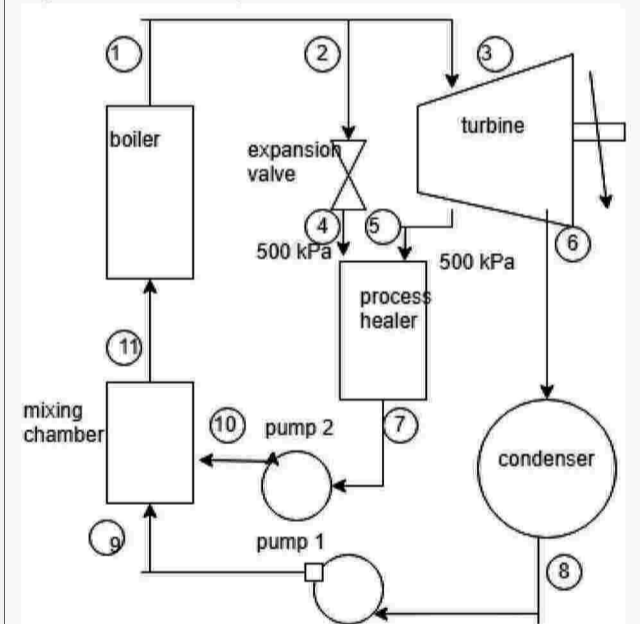 1
2
3
turbine
boiler
expansion
valve
4
5
6
500 kPa
500 kPa
process
healer
11
mixing
chamber
10
pump 2
7
condenser
9
pump 1
8